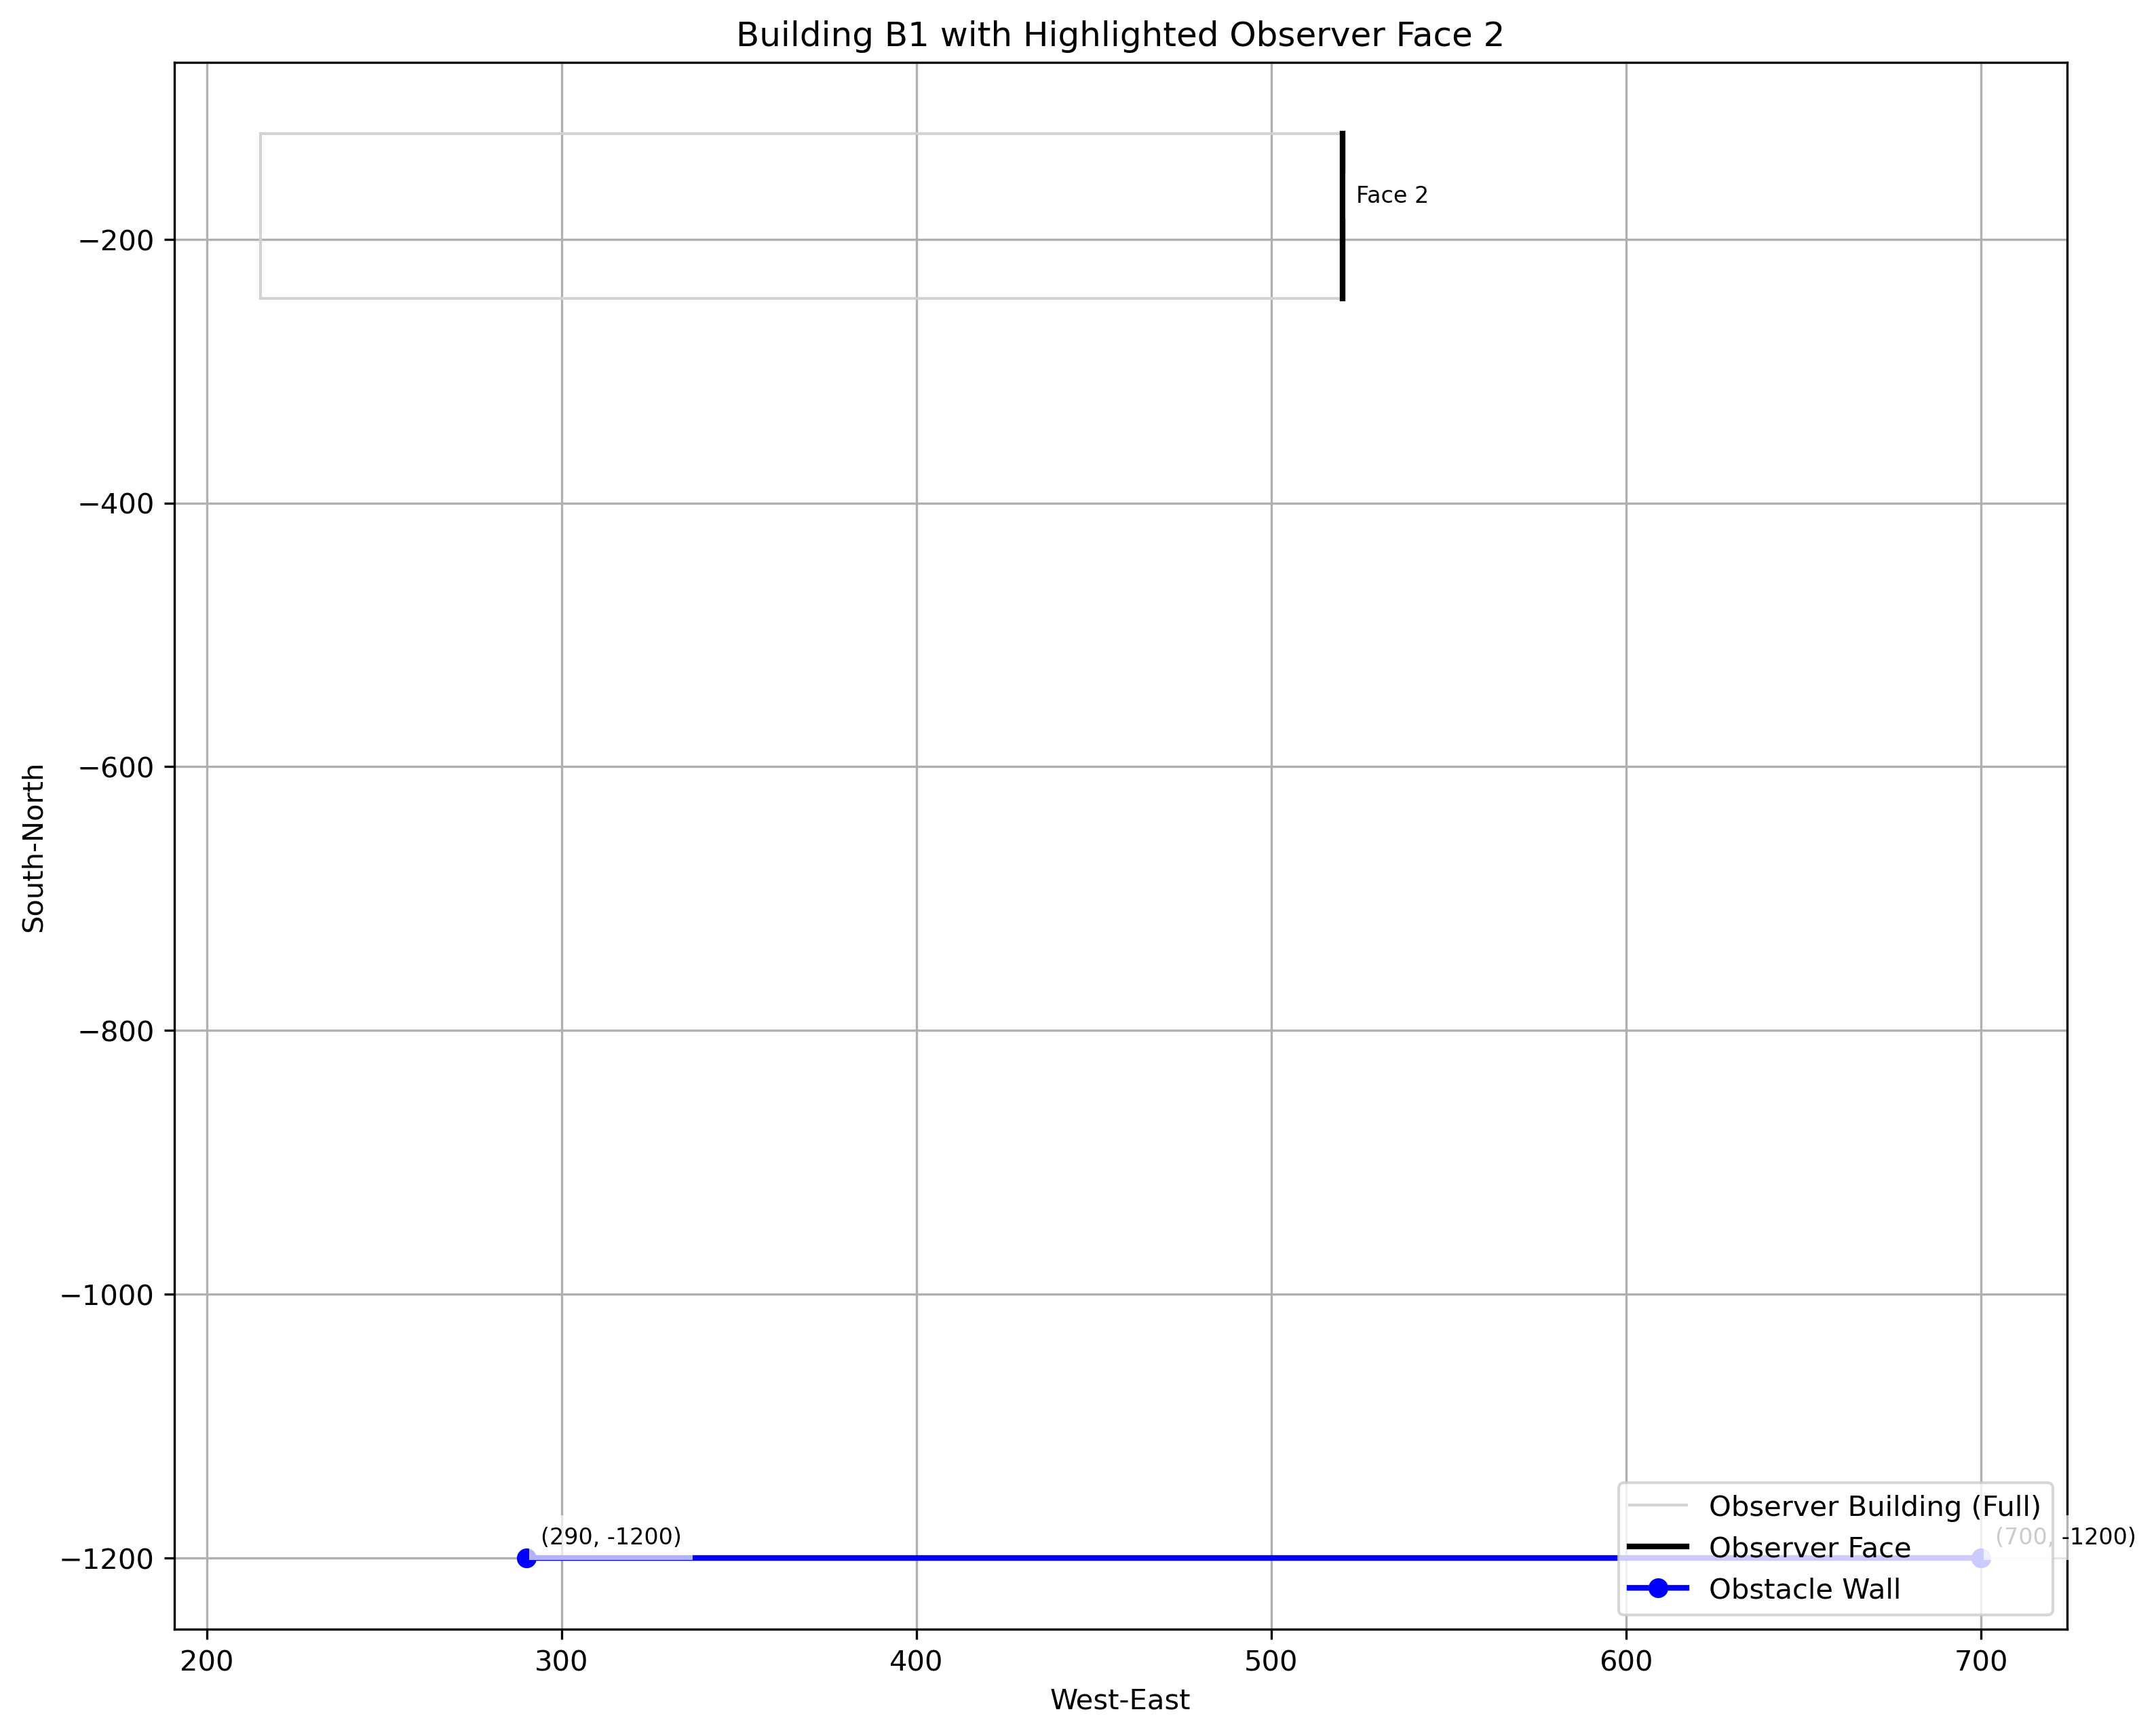 Building B1 with Highlighted Observer Face 2
Face 2
−200
−400
−600
−800
−1000
−1200
South-North
(290, -1200)
(700, -1200)
Observer Building (Full)
Observer Face
Obstacle Wall
200
300
400
500
600
700
West-East